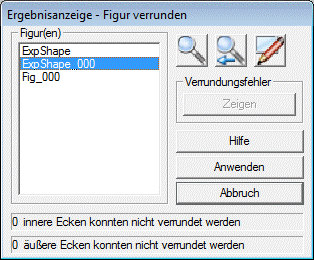 Ergebnisanzeige - Figur verrunden
Figur(en)
ExpShape
ExpShape_000
Fig_000
Verrundungsfehler
Zeigen
Hilfe
Anwenden
Abbruch
0 innere Ecken konnten nicht verrundet werden
0 äußere Ecken konnten nicht verrundet werden